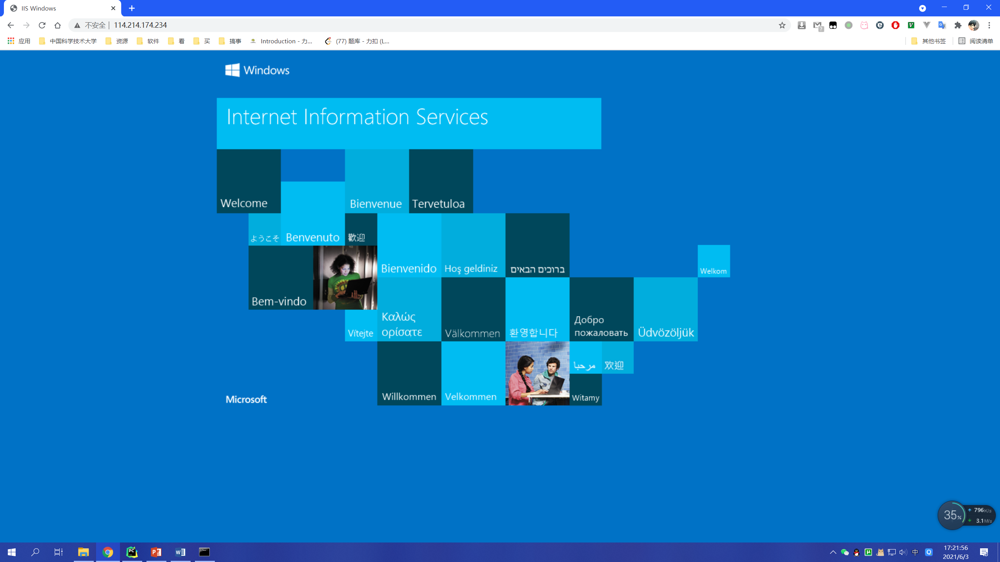 IIS Windows
不安全 | 114.214.174.234
应用 中国科学技术大学 资源 软件 看 买 搞事 Introduction - 力... (77) 题库 - 力扣 (L... 其他书签 阅读清单
Windows
Internet Information Services
Welcome
Bienvenue
Tervetuloa
ようこそ
Benvenuto
歡迎
Bienvenido
Hoş geldiniz
ברוכים הבאים
Welkom
Bem-vindo
Vítejte
Καλώς
ορίσατε
Välkommen
환영합니다
Добро
пожаловать
Üdvözöljük
Willkommen
Velkommen
مرحبا
欢迎
Witamy
Microsoft
35%
796K/s
3.1M/s
中
17:21:56
2021/6/3